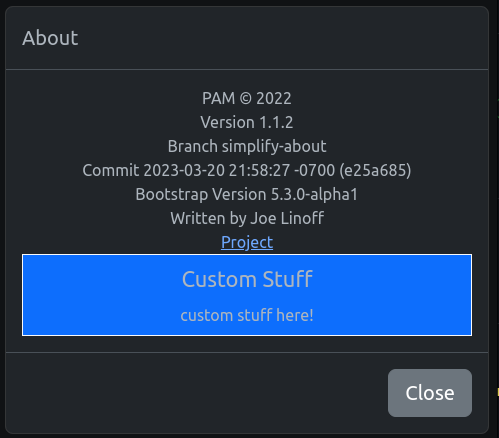 About
PAM © 2022
Version 1.1.2
Branch simplify-about
Commit 2023-03-20 21:58:27 -0700 (e25a685)
Bootstrap Version 5.3.0-alpha1
Written by Joe Linoff
Project
Custom Stuff
custom stuff here!
Close